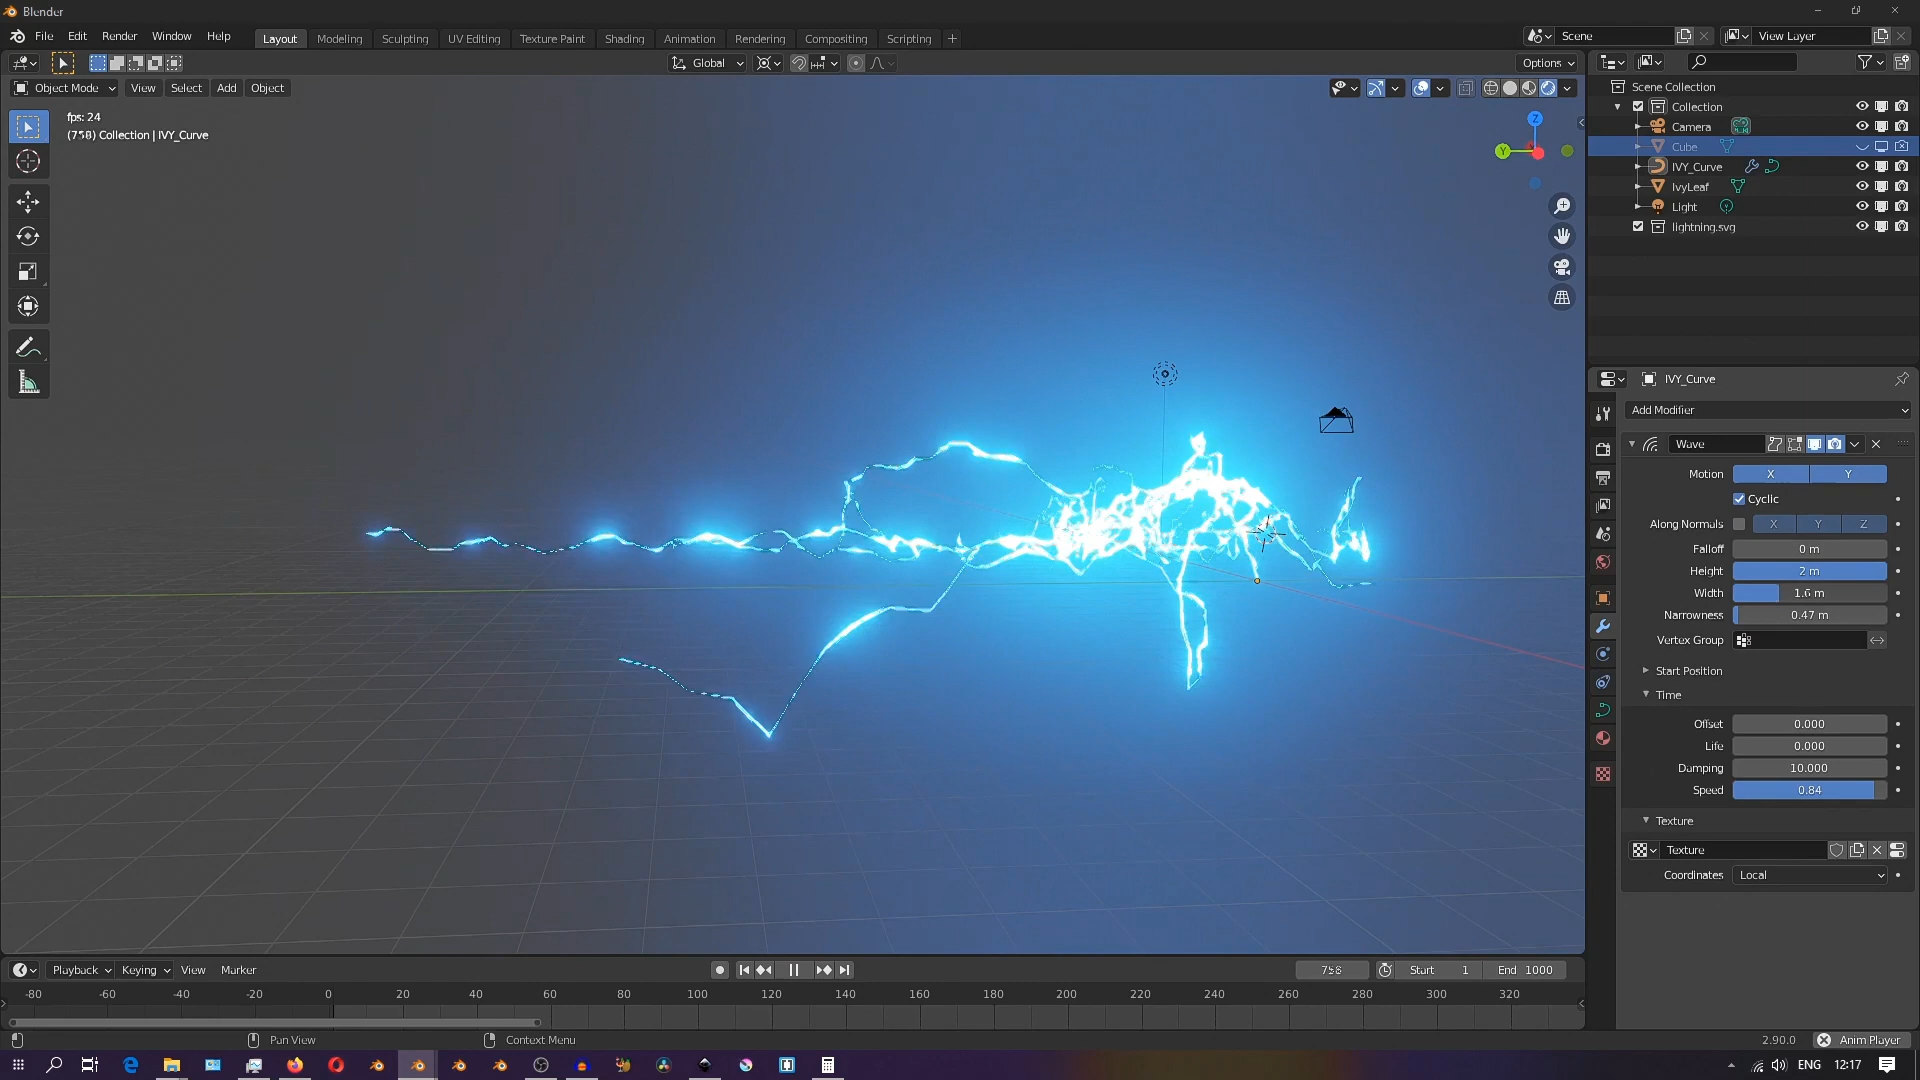 Blender
File Edit Render Window Help Layout Modeling Sculpting UV Editing Texture Paint Shading Animation Rendering Compositing Scripting + Scene View Layer
Global Options
Object Mode View Select Add Object
fps: 24
(758) Collection | IVY_Curve
Z
Y
Scene Collection
Collection
Camera
Cube
IVY_Curve
IvyLeaf
Light
lightning.svg
IVY_Curve
Add Modifier
Wave
Motion X Y
Cyclic
Along Normals X Y Z
Falloff 0 m
Height 2 m
Width 1.6 m
Narrowness 0.47 m
Vertex Group
Start Position
Time
Offset 0.000
Life 0.000
Damping 10.000
Speed 0.84
Texture
Texture
Coordinates Local
Playback Keying View Marker 758 Start 1 End 1000
-80 -60 -40 -20 0 20 40 60 80 100 120 140 160 180 200 220 240 260 280 300 320
Pan View Context Menu 2.90.0 Anim Player
ENG 12:17